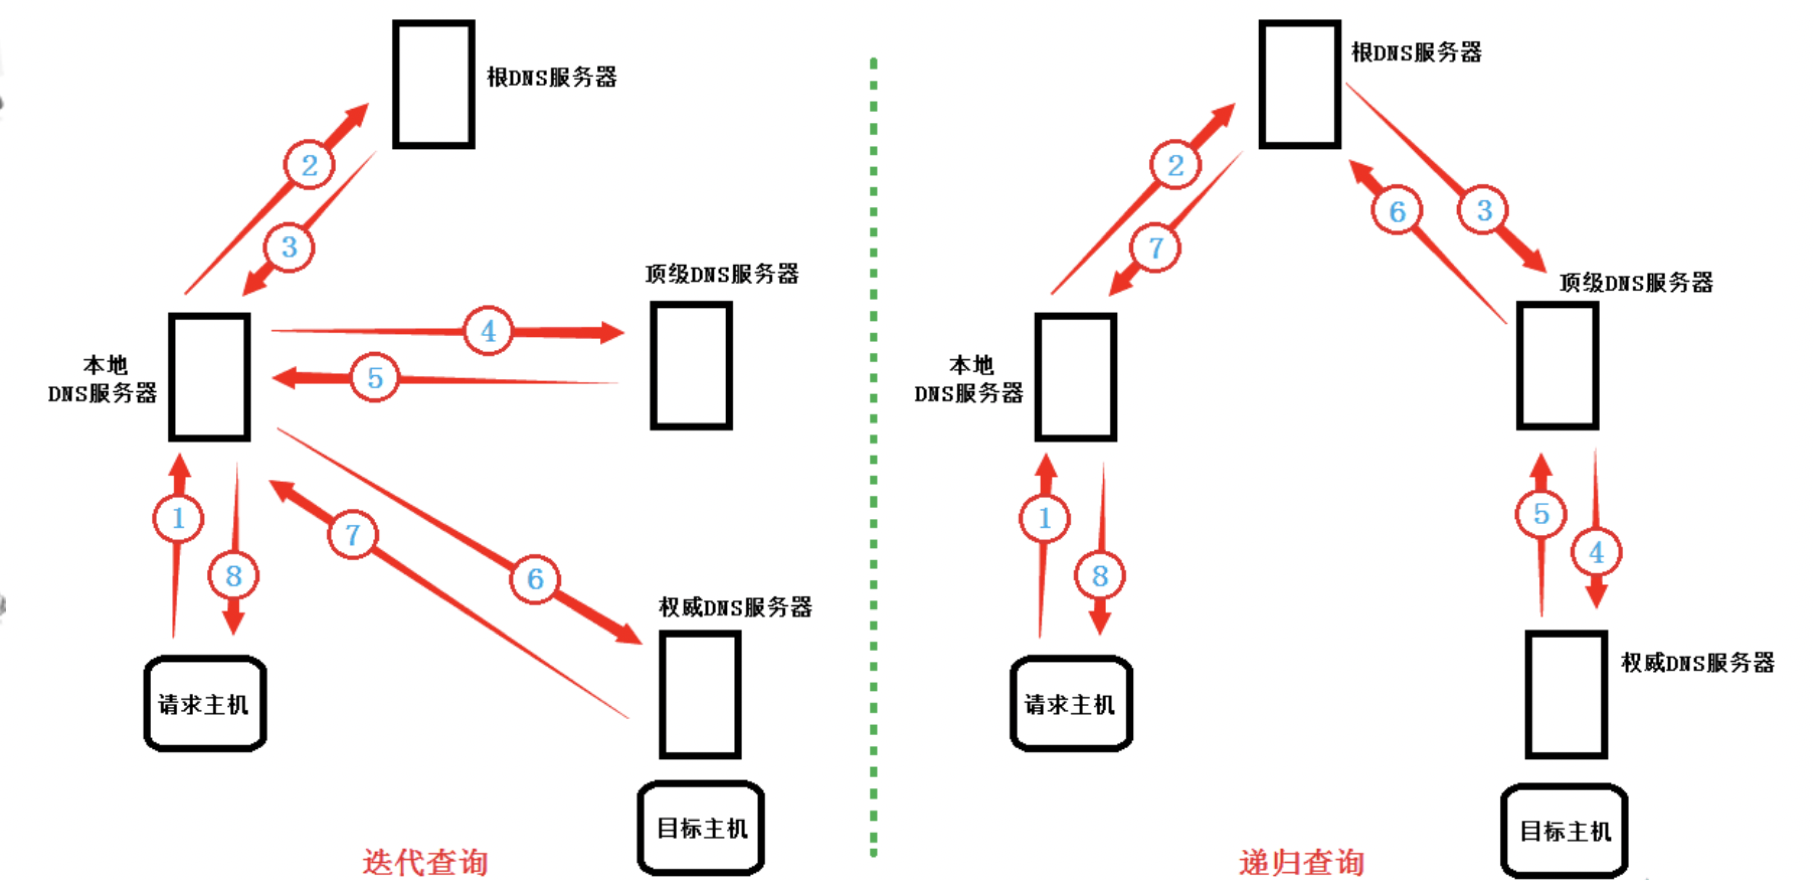 根DNS服务器
2
3
顶级DNS服务器
4
5
本地
DNS服务器
1
8
7
6
权威DNS服务器
请求主机
目标主机
迭代查询
根DNS服务器
2
7
6
3
顶级DNS服务器
本地
DNS服务器
1
8
5
4
权威DNS服务器
请求主机
目标主机
递归查询